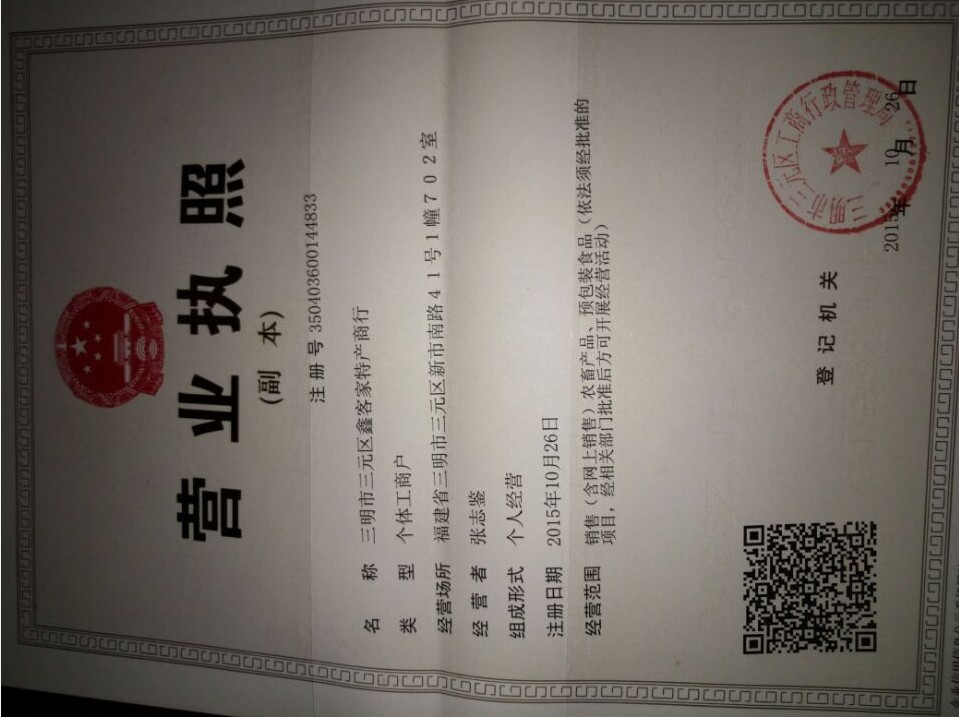 营业执照
(副 本)
注 册 号 350403600144833
名 称 三明市三元区鑫客家特产商行
类 型 个体工商户
经营场所 福建省三明市三元区新市南路41号1幢702室
经 营 者 张志鉴
组成形式 个人经营
注册日期 2015年10月26日
经营范围 销售（含网上销售）农畜产品、预包装食品（依法须经批准的
项目，经相关部门批准后方可开展经营活动）
登 记 机 关
三明市三元区工商行政管理局
2015年 10月 26日